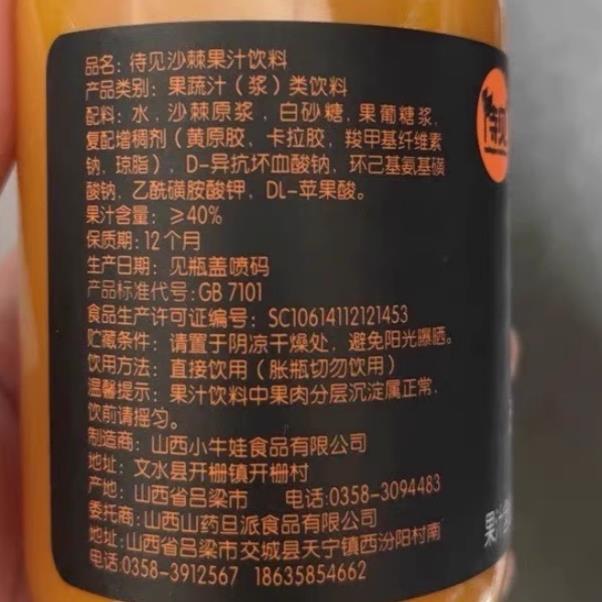 品名：待见沙棘果汁饮料
产品类别：果蔬汁（浆）类饮料
配料：水，沙棘原浆，白砂糖，果葡糖浆，
复配增稠剂（黄原胶，卡拉胶，羧甲基纤维素
钠，琼脂），D-异抗坏血酸钠，环己基氨基磺
酸钠，乙酰磺胺酸钾，DL-苹果酸。
果汁含量：≥40%
保质期：12个月
生产日期：见瓶盖喷码
产品标准代号：GB 7101
食品生产许可证编号：SC10614112121453
贮藏条件：请置于阴凉干燥处，避免阳光曝晒。
饮用方法：直接饮用（胀瓶切勿饮用）
温馨提示：果汁饮料中果肉分层沉淀属正常，
饮前请摇匀。
制造商：山西小牛娃食品有限公司
地址：文水县开栅镇开栅村
产地：山西省吕梁市 电话：0358-3094483
委托商：山西山药旦派食品有限公司
地址：山西省吕梁市交城县天宁镇西汾阳村南
电话：0358-3912567 18635854662
待见
果汁